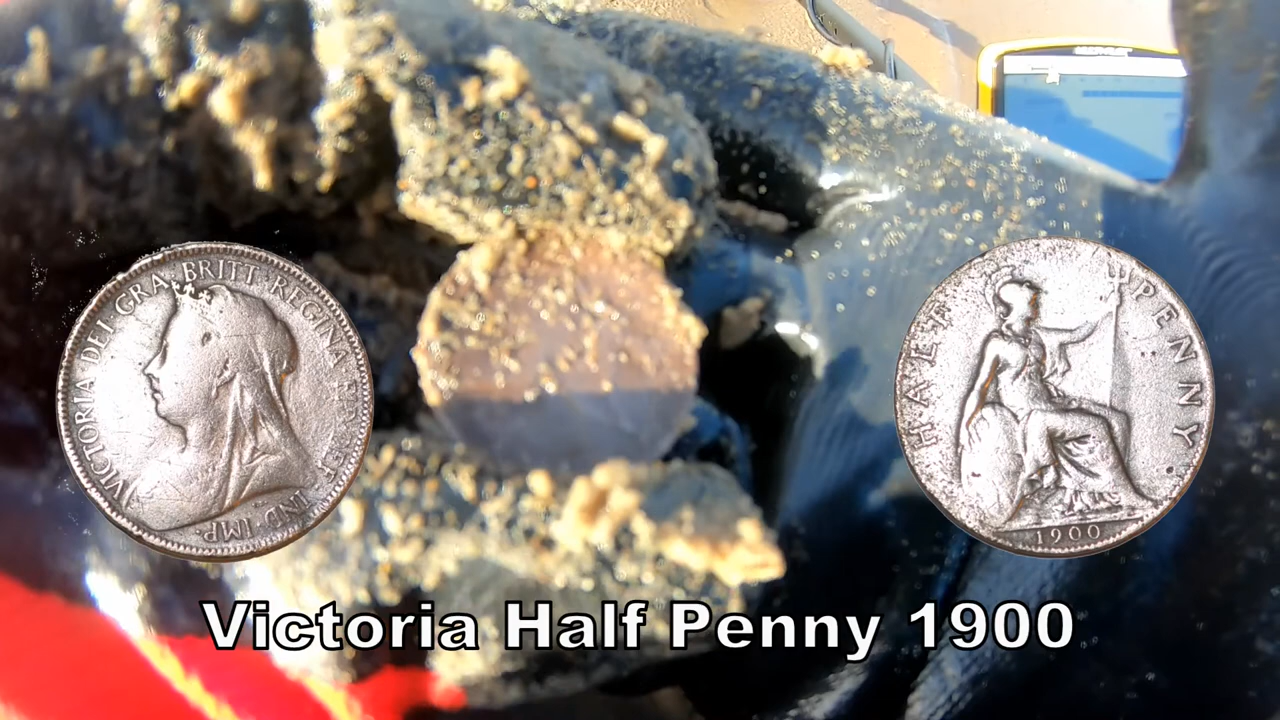 VICTORIA DEI GRA BRITT REGINA FID DEF IND IMP
HALF PENNY
1900
Victoria Half Penny 1900